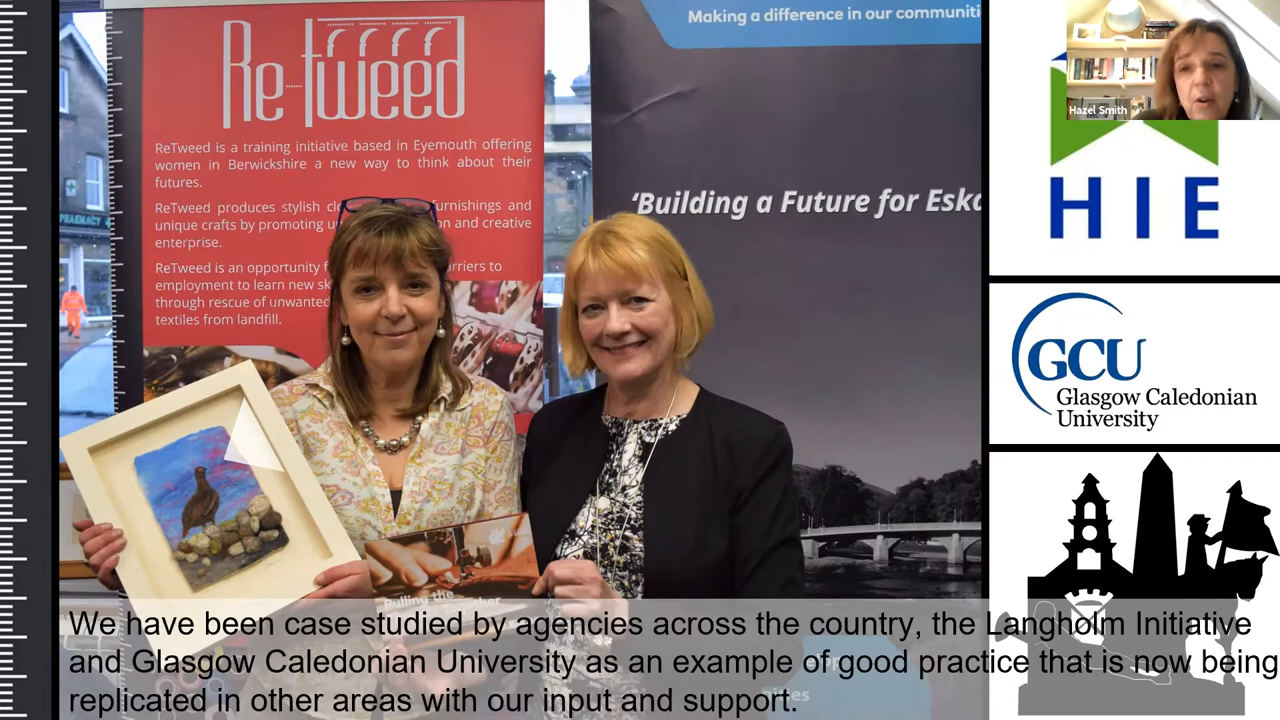 Re-tweed
ReTweed is a training initiative based in Eyemouth offering
women in Berwickshire a new way to think about their
futures.
ReTweed produces stylish furnishings and
unique crafts by promoting and creative
enterprise.
ReTweed is an opportunity to
employment to learn new
through rescue of unwanted
textiles from landfill.
PHARMACY
Making a difference in our
'Building a Future for
Pulling the
Hazel Smith
HIE
GCU
Glasgow Caledonian
University
We have been case studied by agencies across the country, the Langholm Initiative
and Glasgow Caledonian University as an example of good practice that is now being
replicated in other areas with our input and support.